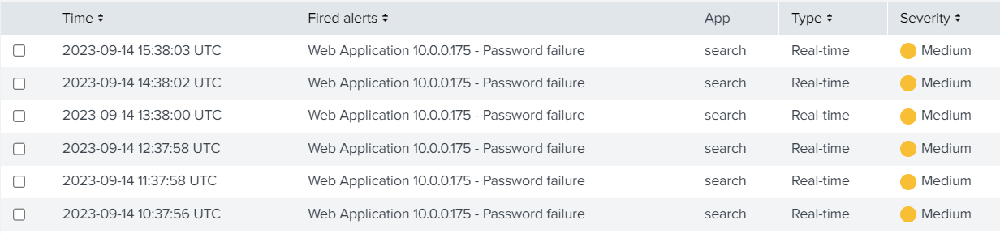 Time Fired alerts App Type Severity
2023-09-14 15:38:03 UTC Web Application 10.0.0.175 - Password failure search Real-time Medium
2023-09-14 14:38:02 UTC Web Application 10.0.0.175 - Password failure search Real-time Medium
2023-09-14 13:38:00 UTC Web Application 10.0.0.175 - Password failure search Real-time Medium
2023-09-14 12:37:58 UTC Web Application 10.0.0.175 - Password failure search Real-time Medium
2023-09-14 11:37:58 UTC Web Application 10.0.0.175 - Password failure search Real-time Medium
2023-09-14 10:37:56 UTC Web Application 10.0.0.175 - Password failure search Real-time Medium